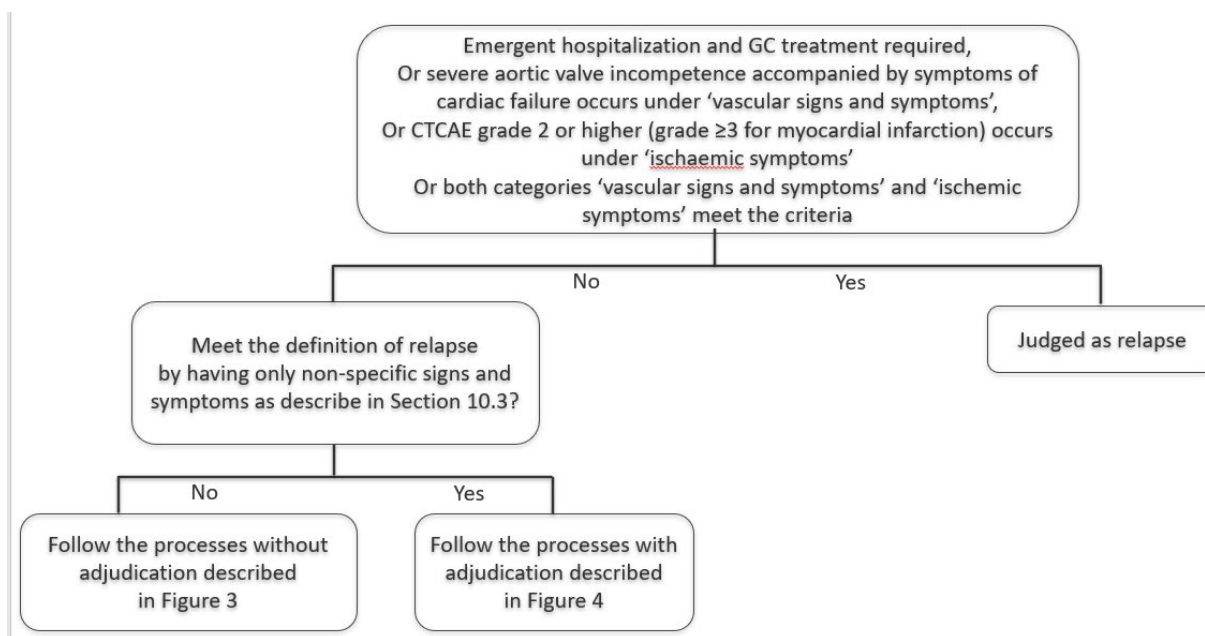 Emergent hospitalization and GC treatment required,
Or severe aortic valve incompetence accompanied by symptoms of
cardiac failure occurs under ‘vascular signs and symptoms’,
Or CTCAE grade 2 or higher (grade ≥3 for myocardial infarction) occurs
under ‘ischaemic symptoms’
Or both categories ‘vascular signs and symptoms’ and ‘ischemic
symptoms’ meet the criteria
No
Yes
Meet the definition of relapse
by having only non-specific signs and
symptoms as describe in Section 10.3?
Judged as relapse
No
Yes
Follow the processes without
adjudication described
in Figure 3
Follow the processes with
adjudication described
in Figure 4